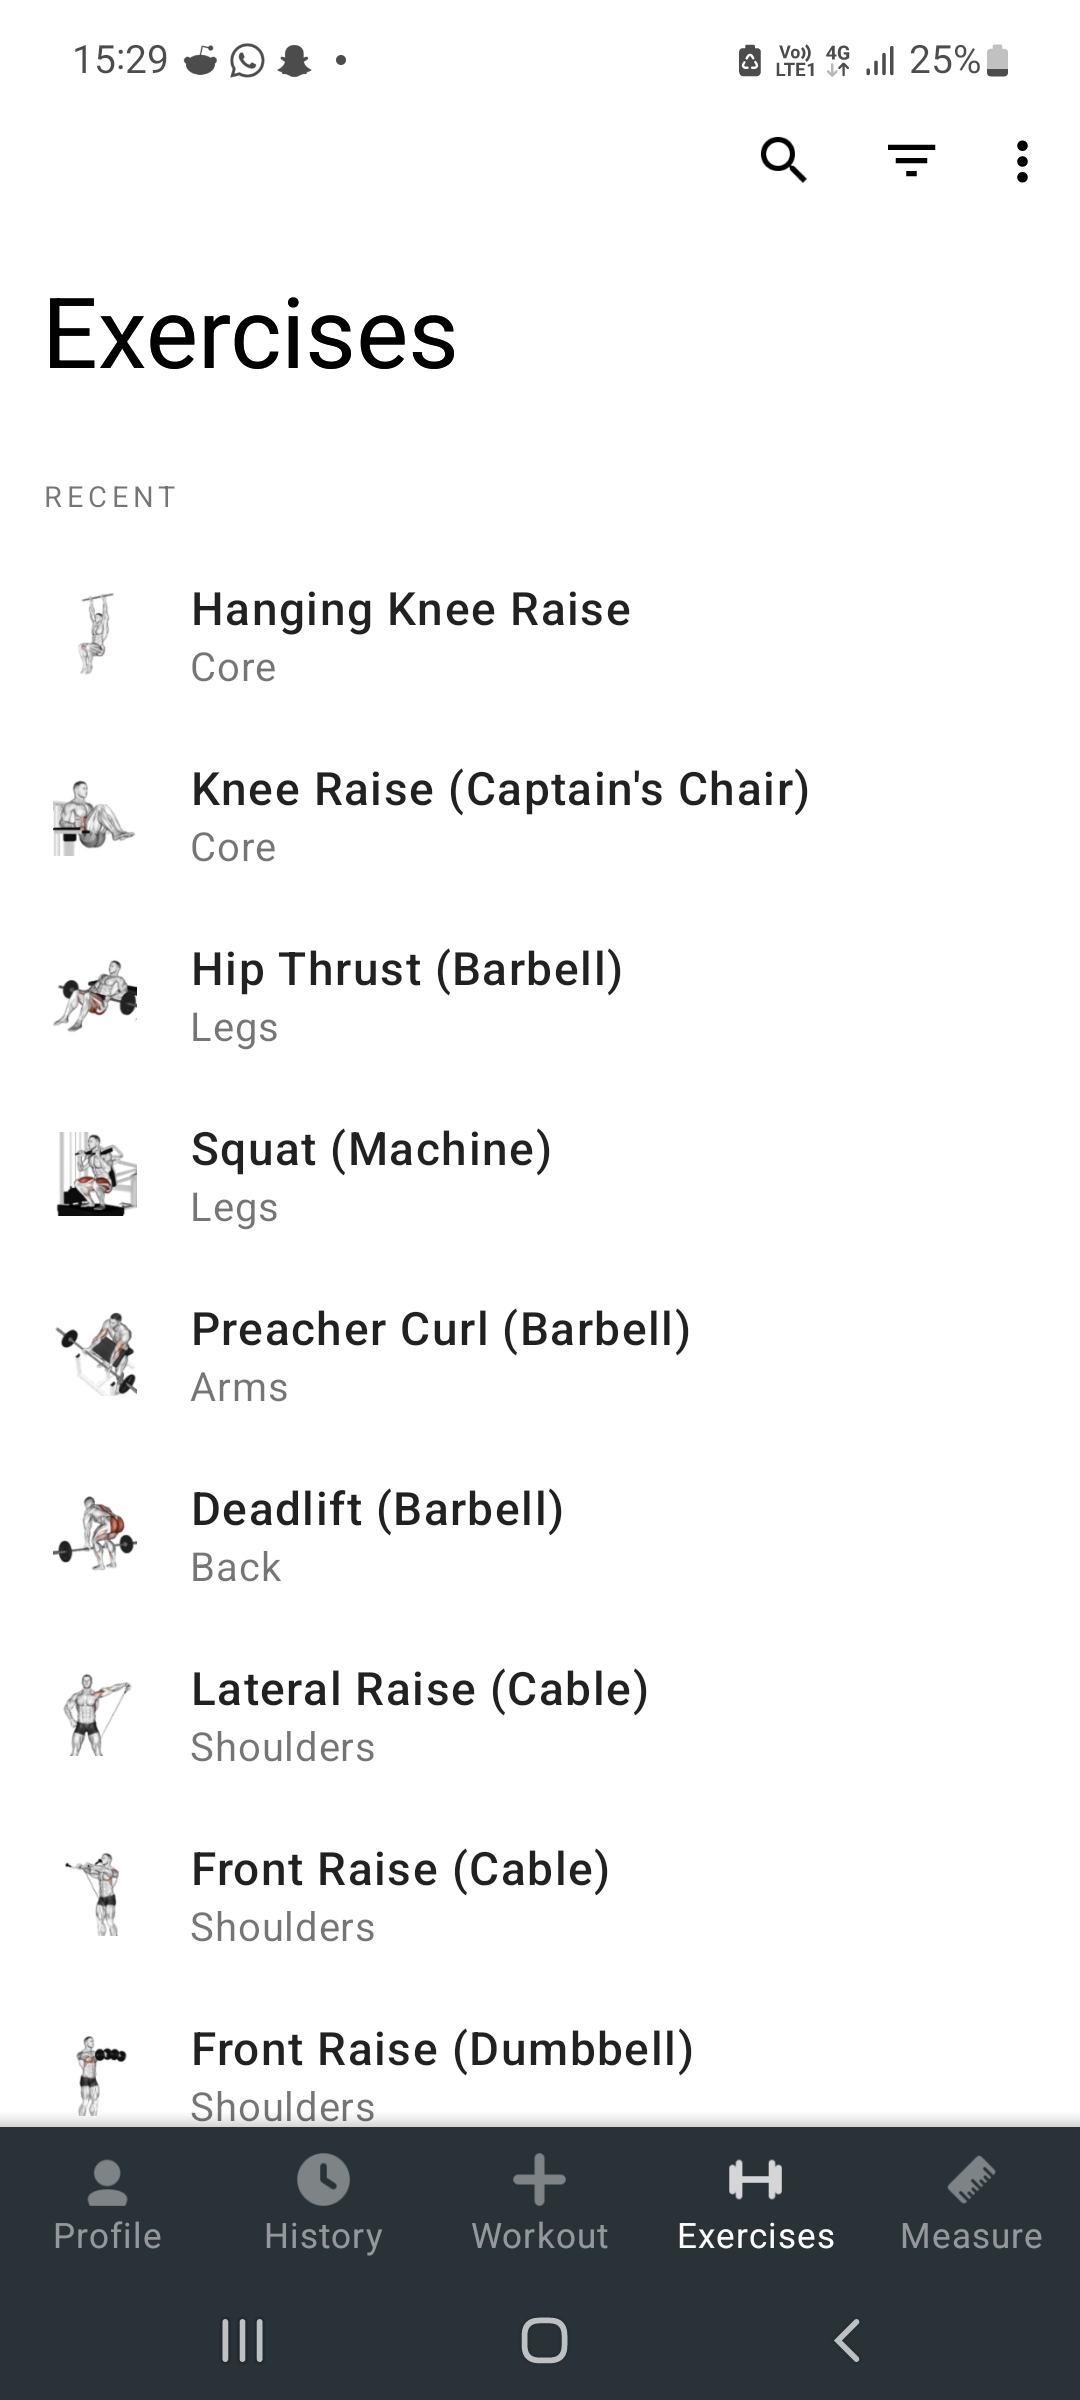 15:29 Vo)) LTE1 4G 25%
Exercises
RECENT
Hanging Knee Raise
Core
Knee Raise (Captain's Chair)
Core
Hip Thrust (Barbell)
Legs
Squat (Machine)
Legs
Preacher Curl (Barbell)
Arms
Deadlift (Barbell)
Back
Lateral Raise (Cable)
Shoulders
Front Raise (Cable)
Shoulders
Front Raise (Dumbbell)
Shoulders
Profile History Workout Exercises Measure